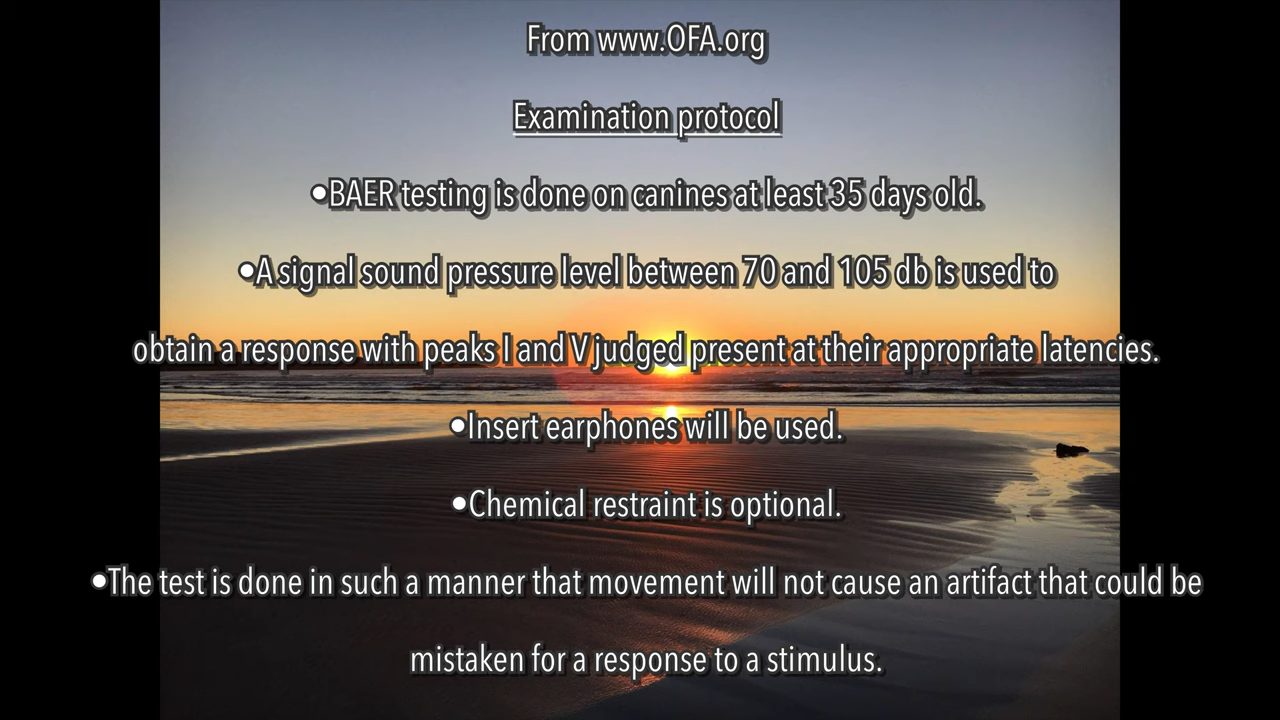 From www.OFA.org
Examination protocol
•BAER testing is done on canines at least 35 days old.
•A signal sound pressure level between 70 and 105 db is used to
obtain a response with peaks I and V judged present at their appropriate latencies.
•Insert earphones will be used.
•Chemical restraint is optional.
•The test is done in such a manner that movement will not cause an artifact that could be
mistaken for a response to a stimulus.